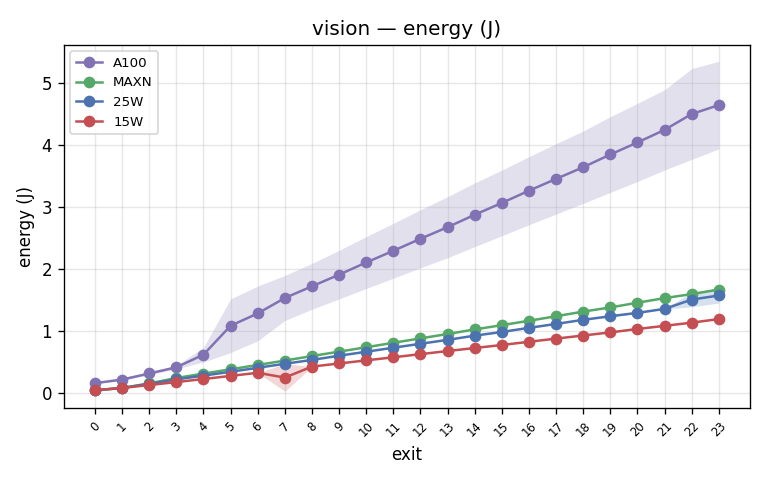 vision — energy (J)
A100
MAXN
25W
15W
energy (J)
5
4
3
2
1
0
0 1 2 3 4 5 6 7 8 9 10 11 12 13 14 15 16 17 18 19 20 21 22 23
exit